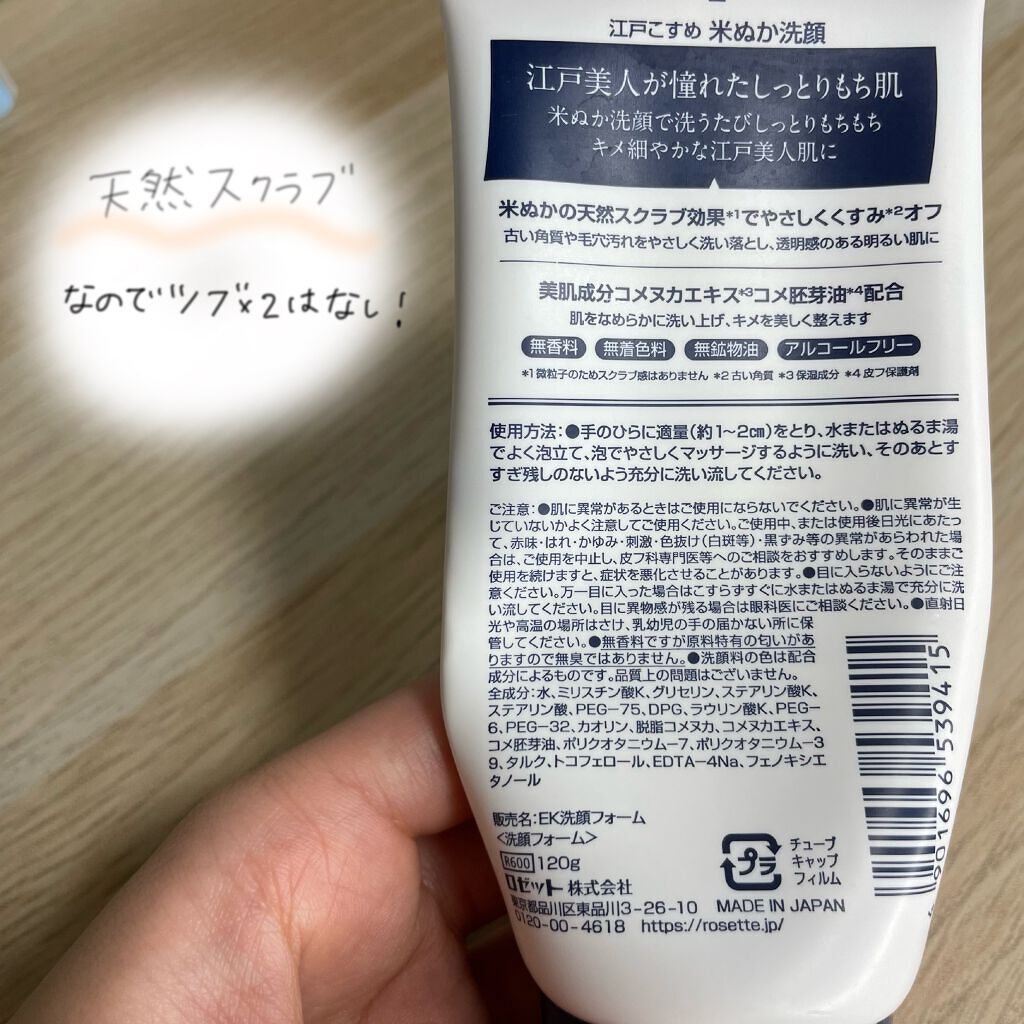 江戸こすめ 米ぬか洗顔
江戸美人が憧れたしっとりもち肌
米ぬか洗顔で洗うたびしっとりもちもち
キメ細やかな江戸美人肌に
天然スクラブ
なのでツブ×2はなし!
米ぬかの天然スクラブ効果*1でやさしくくすみ*2オフ
古い角質や毛穴汚れをやさしく洗い落とし、透明感のある明るい肌に
美肌成分コメヌカエキス*3コメ胚芽油*4配合
肌をなめらかに洗い上げ、キメを美しく整えます
無香料 無着色料 無鉱物油 アルコールフリー
*1 微粒子のためスクラブ感はありません *2 古い角質 *3 保湿成分 *4 皮フ保護剤
使用方法:●手のひらに適量(約1〜2㎝)をとり、水またはぬるま湯
でよく泡立て、泡でやさしくマッサージするように洗い、そのあとす
すぎ残しのないよう充分に洗い流してください。
ご注意:●肌に異常があるときはご使用にならないでください。●肌に異常が生
じていないかよく注意してご使用ください。ご使用中、または使用後日光にあたっ
て、赤味・はれ・かゆみ・刺激・色抜け(白斑等)・黒ずみ等の異常があらわれた場
合は、ご使用を中止し、皮フ科専門医等へのご相談をおすすめします。そのままご
使用を続けますと、症状を悪化させることがあります。●目に入らないようにご注
意ください。万一目に入った場合はこすらずすぐに水またはぬるま湯で充分に洗
い流してください。目に異物感が残る場合は眼科医にご相談ください。●直射日
光や高温の場所はさけ、乳幼児の手の届かない所に保
管してください。●無香料ですが原料特有の匂いがあ
りますので無臭ではありません。●洗顔料の色は配合
成分によるものです。品質上の問題はございません。
全成分:水、ミリスチン酸K、グリセリン、ステアリン酸K、
ステアリン酸、PEG-75、DPG、ラウリン酸K、PEG-
6、PEG-32、カオリン、脱脂コメヌカ、コメヌカエキス、
コメ胚芽油、ポリクオタニウム-7、ポリクオタニウム-3
9、タルク、トコフェロール、EDTA-4Na、フェノキシエ
タノール
販売名:EK洗顔フォーム
<洗顔フォーム>
R600 120g
ロゼット株式会社
東京都品川区東品川3-26-10 MADE IN JAPAN
0120-00-4618 https://rosette.jp/
プラ
チューブ
キャップ
フィルム
4901696539415